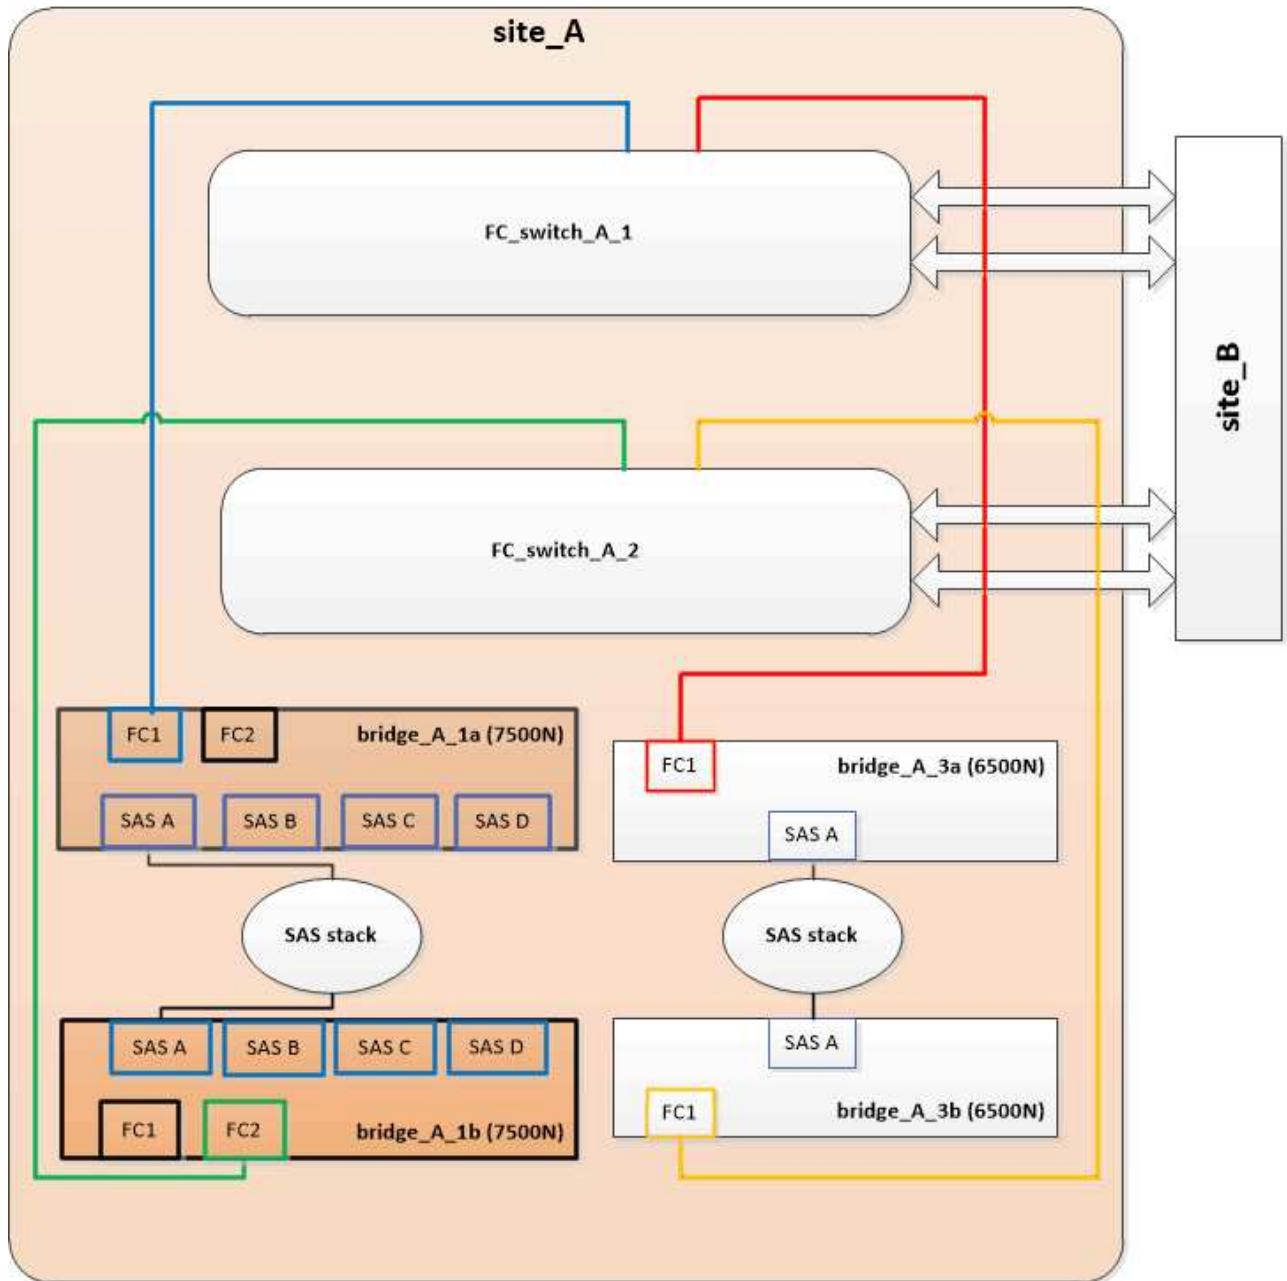 site_A
FC_switch_A_1
site_B
FC_switch_A_2
FC1
FC2
bridge_A_1a (7500N)
SAS A
SAS B
SAS C
SAS D
FC1
bridge_A_3a (6500N)
SAS A
SAS stack
SAS stack
SAS A
SAS B
SAS C
SAS D
FC1
FC2
bridge_A_1b (7500N)
SAS A
FC1
bridge_A_3b (6500N)